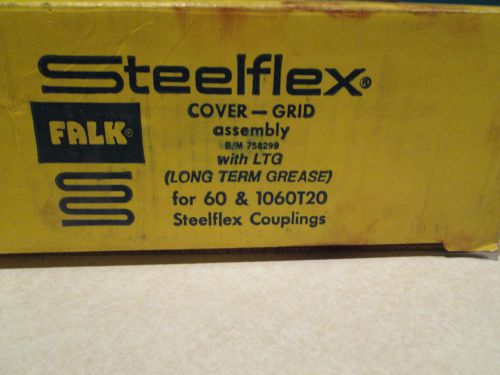 Steelflex®
FALK®
COVER - GRID
assembly
B/M 758299
with LTG
(LONG TERM GREASE)
for 60 & 1060T20
Steelflex Couplings